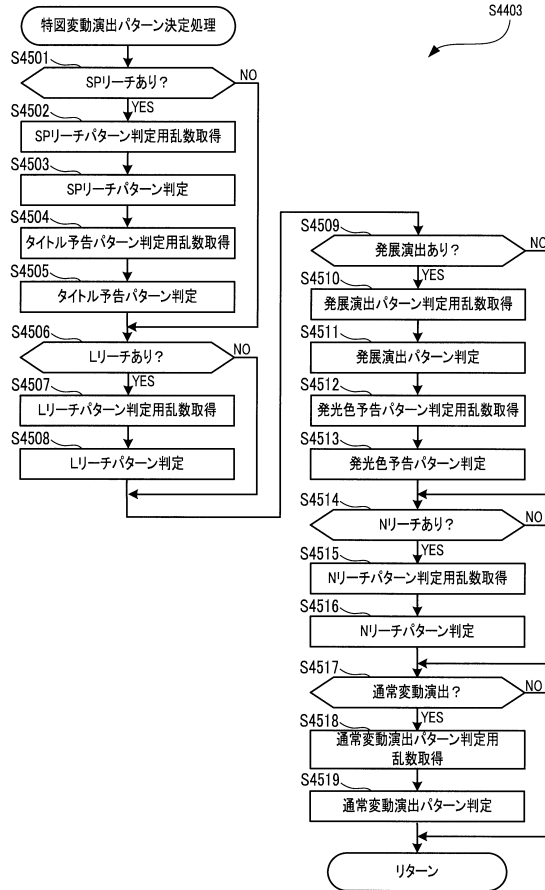 特図変動演出パターン決定処理
S4403
S4501
SPリーチあり？
NO
YES
S4502
SPリーチパターン判定用乱数取得
S4503
SPリーチパターン判定
S4504
タイトル予告パターン判定用乱数取得
S4505
タイトル予告パターン判定
S4506
Lリーチあり？
NO
YES
S4507
Lリーチパターン判定用乱数取得
S4508
Lリーチパターン判定
S4509
発展演出あり？
NO
YES
S4510
発展演出パターン判定用乱数取得
S4511
発展演出パターン判定
S4512
発光色予告パターン判定用乱数取得
S4513
発光色予告パターン判定
S4514
Nリーチあり？
NO
YES
S4515
Nリーチパターン判定用乱数取得
S4516
Nリーチパターン判定
S4517
通常変動演出？
NO
YES
S4518
通常変動演出パターン判定用
乱数取得
S4519
通常変動演出パターン判定
リターン